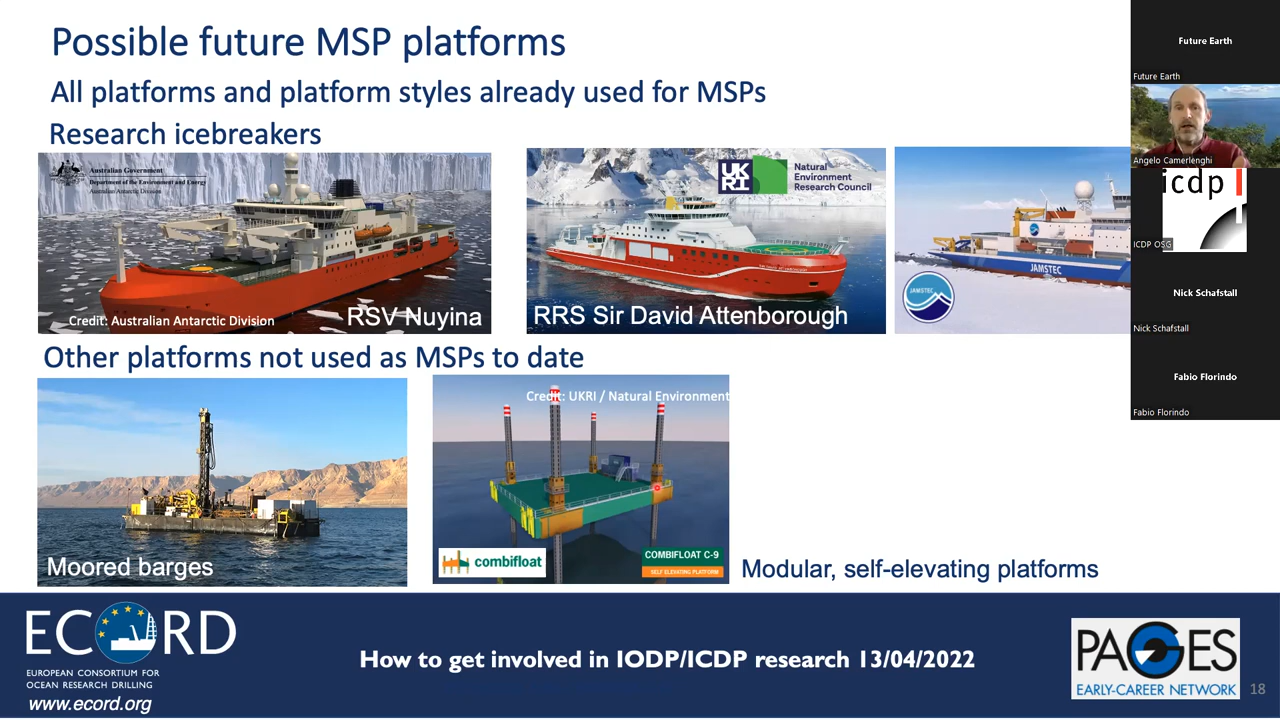 Possible future MSP platforms
All platforms and platform styles already used for MSPs
Research icebreakers
Australian Government
Department of the Environment and Energy
Australian Antarctic Division
Credit: Australian Antarctic Division
RSV Nuyina
UK
RI
Natural
Environment
Research Council
RRS Sir David Attenborough
JAMSTEC
JAMSTEC
Other platforms not used as MSPs to date
Moored barges
Credit: UKRI / Natural Environment
combifloat
COMBIFLOAT C-9
SELF ELEVATING PLATFORM
Modular, self-elevating platforms
Future Earth
Future Earth
Angelo Camerlenghi
icdp
ICDP OSG
Nick Schafstall
Nick Schafstall
Fabio Florindo
Fabio Florindo
ECORD
EUROPEAN CONSORTIUM FOR
OCEAN RESEARCH DRILLING
www.ecord.org
How to get involved in IODP/ICDP research 13/04/2022
PAGES
EARLY-CAREER NETWORK
18